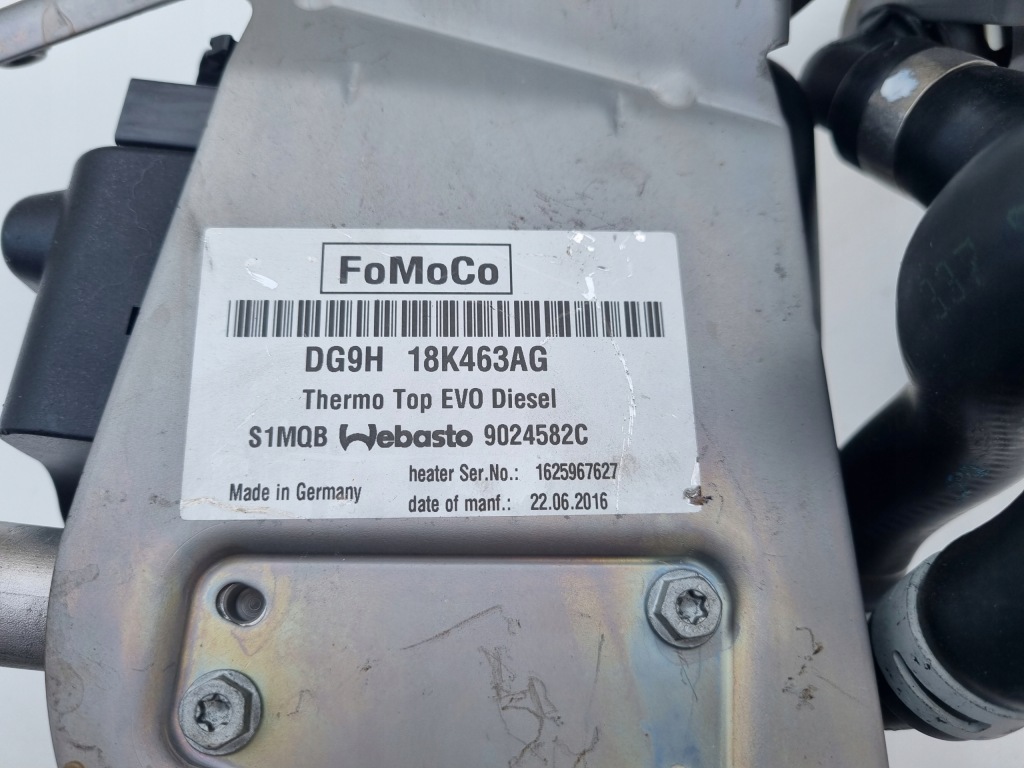 FoMoCo
DG9H 18K463AG
Thermo Top EVO Diesel
S1MQB Webasto 9024582C
heater Ser.No.: 1625967627
Made in Germany
date of manf.: 22.06.2016
337